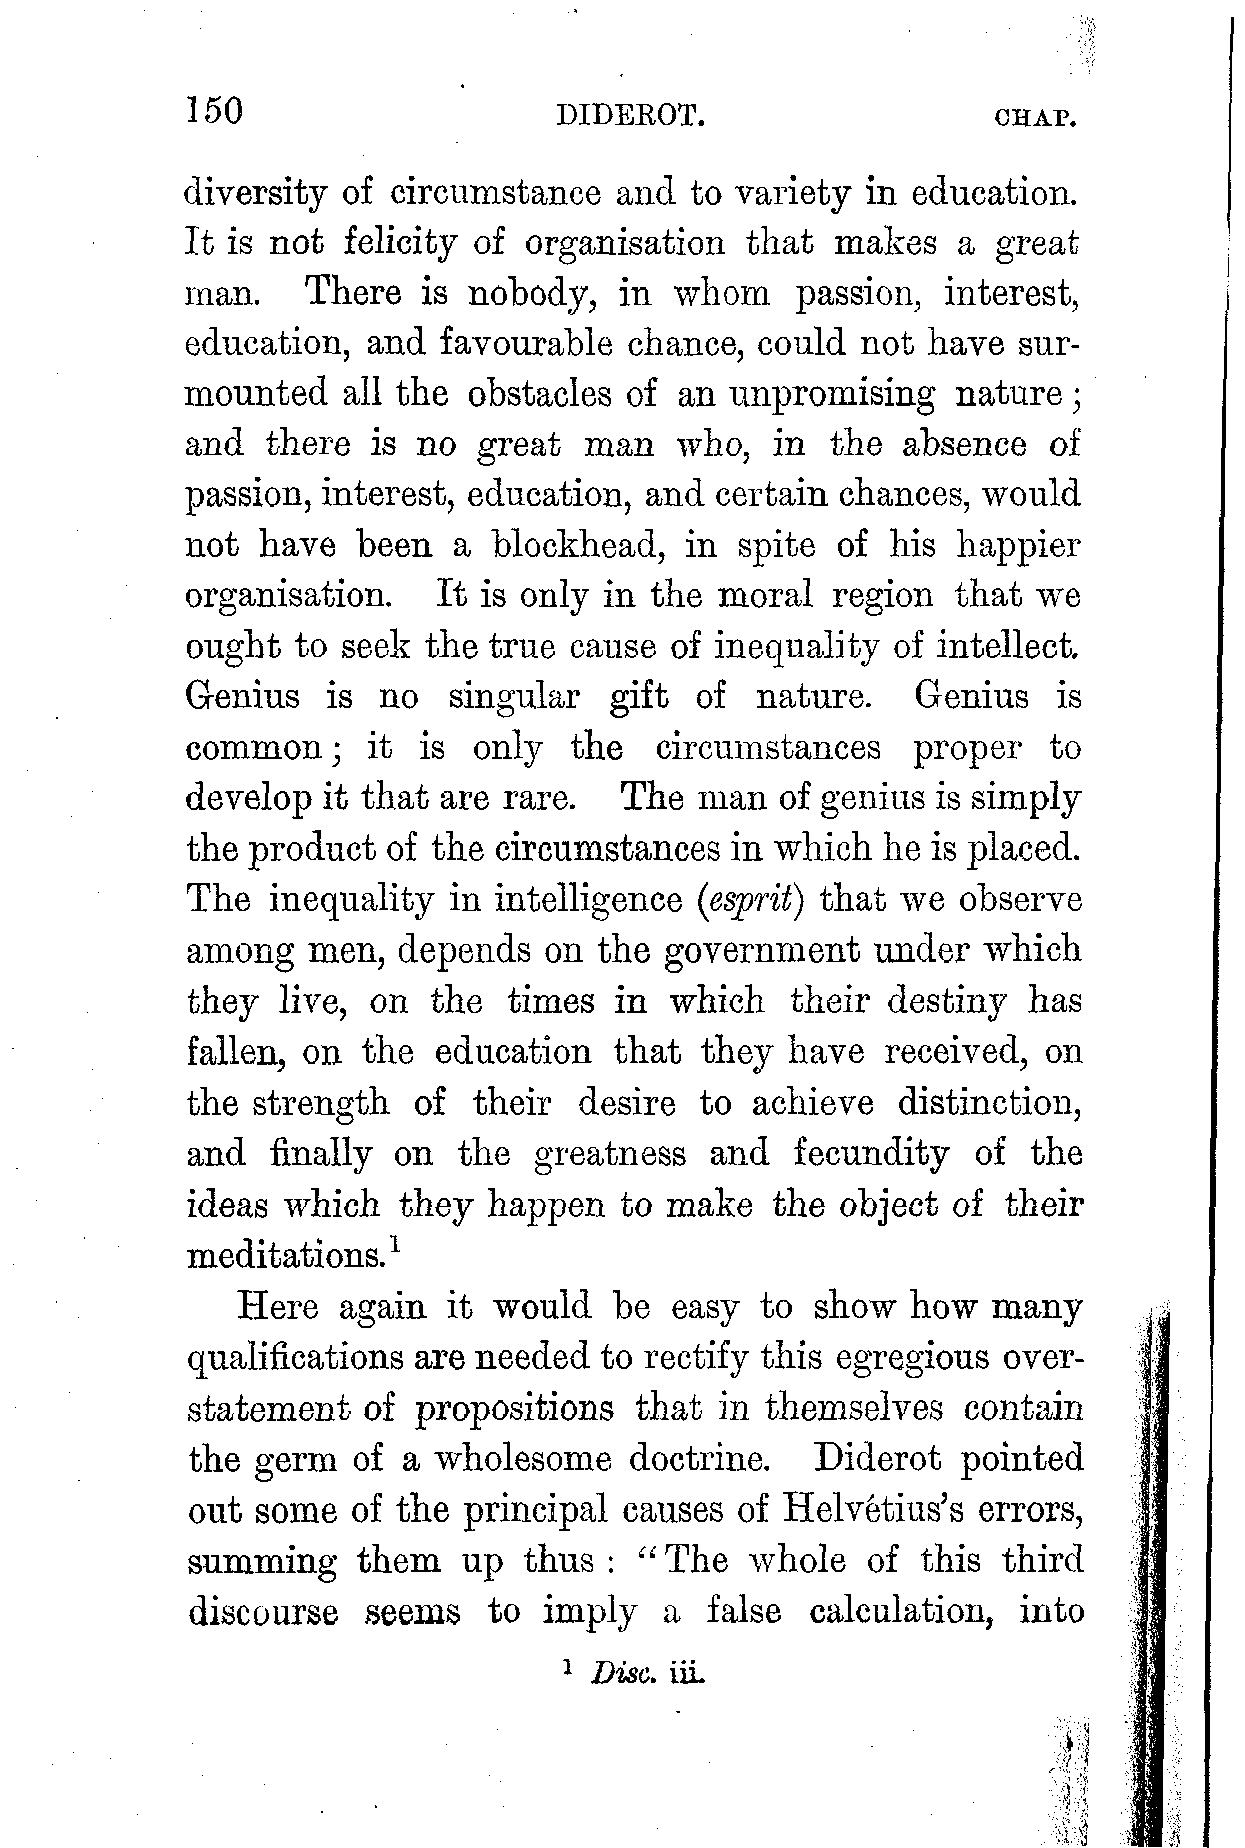 150 DIDEROT. CHAP.
diversity of circumstance and to variety in education.
It is not felicity of organisation that makes a great
man. There is nobody, in whom passion, interest,
education, and favourable chance, could not have sur-
mounted all the obstacles of an unpromising nature ;
and there is no great man who, in the absence of
passion, interest, education, and certain chances, would
not have been a blockhead, in spite of his happier
organisation. It is only in the moral region that we
ought to seek the true cause of inequality of intellect.
Genius is no singular gift of nature. Genius is
common ; it is only the circumstances proper to
develop it that are rare. The man of genius is simply
the product of the circumstances in which he is placed.
The inequality in intelligence (esprit) that we observe
among men, depends on the government under which
they live, on the times in which their destiny has
fallen, on the education that they have received, on
the strength of their desire to achieve distinction,
and finally on the greatness and fecundity of the
ideas which they happen to make the object of their
meditations.¹
Here again it would be easy to show how many
qualifications are needed to rectify this egregious over-
statement of propositions that in themselves contain
the germ of a wholesome doctrine. Diderot pointed
out some of the principal causes of Helvétius's errors,
summing them up thus : “ The whole of this third
discourse seems to imply a false calculation, into
¹ Disc. iii.